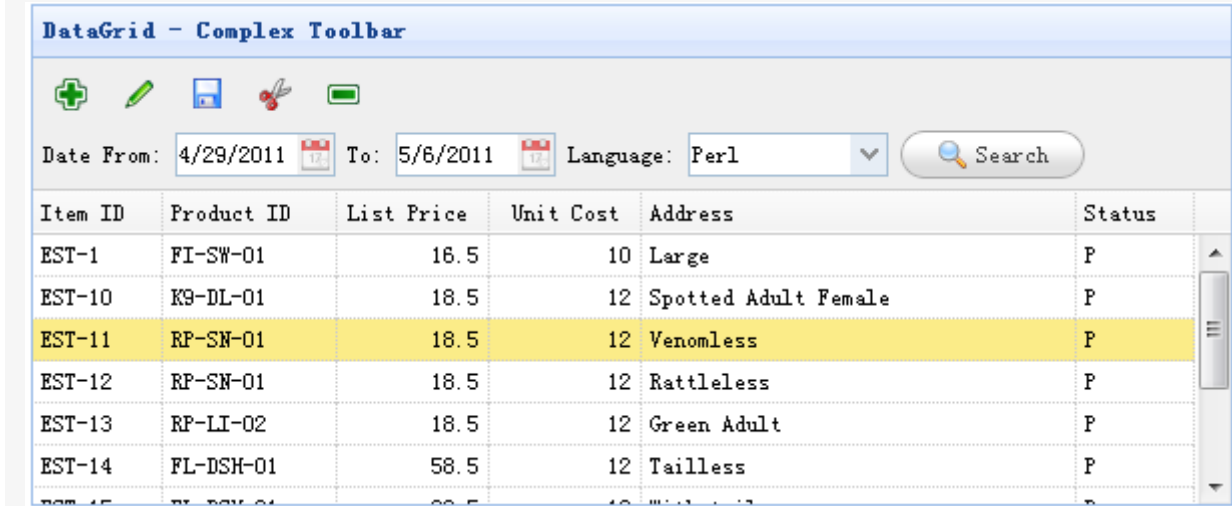 DataGrid - Complex Toolbar
Date From: 4/29/2011 To: 5/6/2011 Language: Perl Search
Item ID Product ID List Price Unit Cost Address Status
EST-1 FI-SW-01 16.5 10 Large P
EST-10 K9-DL-01 18.5 12 Spotted Adult Female P
EST-11 RP-SN-01 18.5 12 Venomless P
EST-12 RP-SN-01 18.5 12 Rattleless P
EST-13 RP-LI-02 18.5 12 Green Adult P
EST-14 FL-DSH-01 58.5 12 Tailless P